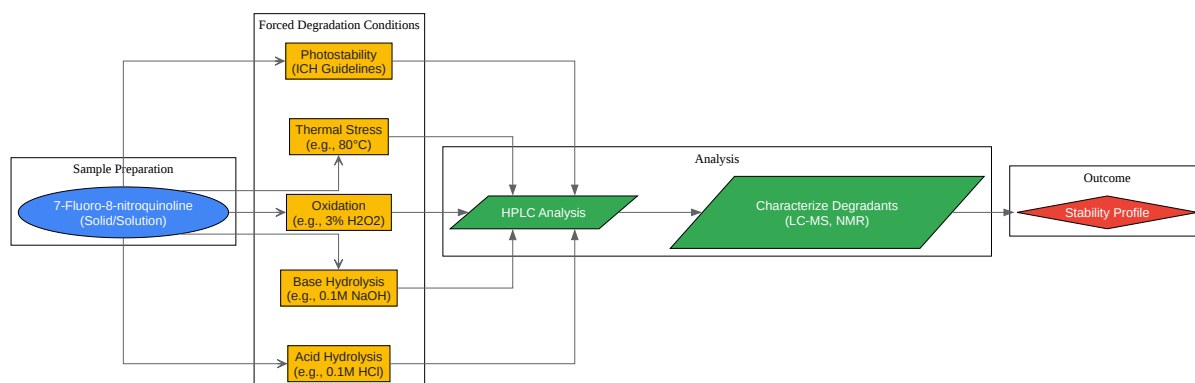 Forced Degradation Conditions
Photostability
(ICH Guidelines)
Thermal Stress
(e.g., 80°C)
Sample Preparation
Analysis
Outcome
7-Fluoro-8-nitroquinoline
(Solid/Solution)
Oxidation
(e.g., 3% H2O2)
HPLC Analysis
Characterize Degradants
(LC-MS, NMR)
Stability Profile
Base Hydrolysis
(e.g., 0.1M NaOH)
Acid Hydrolysis
(e.g., 0.1M HCl)